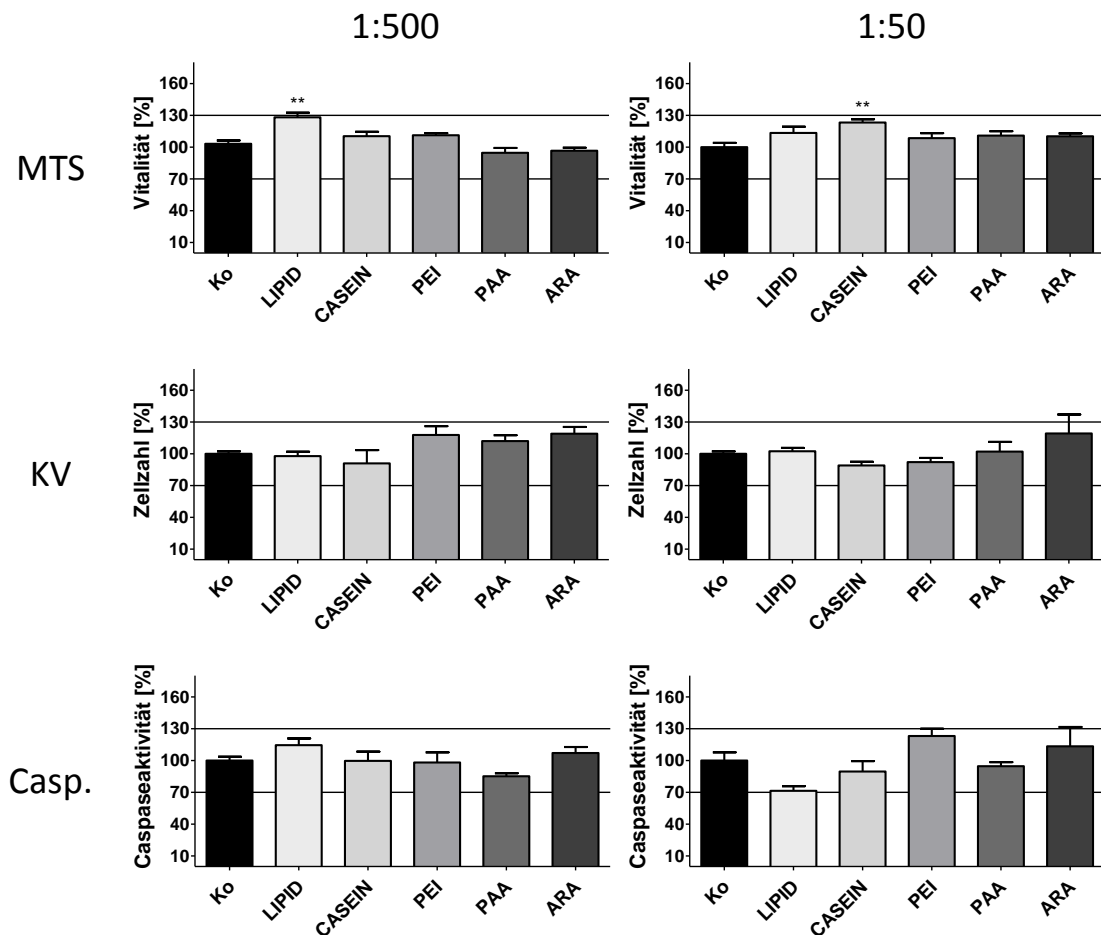 1:500 1:50
MTS
Vitalität [%]
160
130
100
70
40
10
**
Ko LIPID CASEIN PEI PAA ARA
Vitalität [%]
160
130
100
70
40
10
**
Ko LIPID CASEIN PEI PAA ARA
KV
Zellzahl [%]
160
130
100
70
40
10
Ko LIPID CASEIN PEI PAA ARA
Zellzahl [%]
160
130
100
70
40
10
Ko LIPID CASEIN PEI PAA ARA
Casp.
Caspaseaktivität [%]
160
130
100
70
40
10
Ko LIPID CASEIN PEI PAA ARA
Caspaseaktivität [%]
160
130
100
70
40
10
Ko LIPID CASEIN PEI PAA ARA